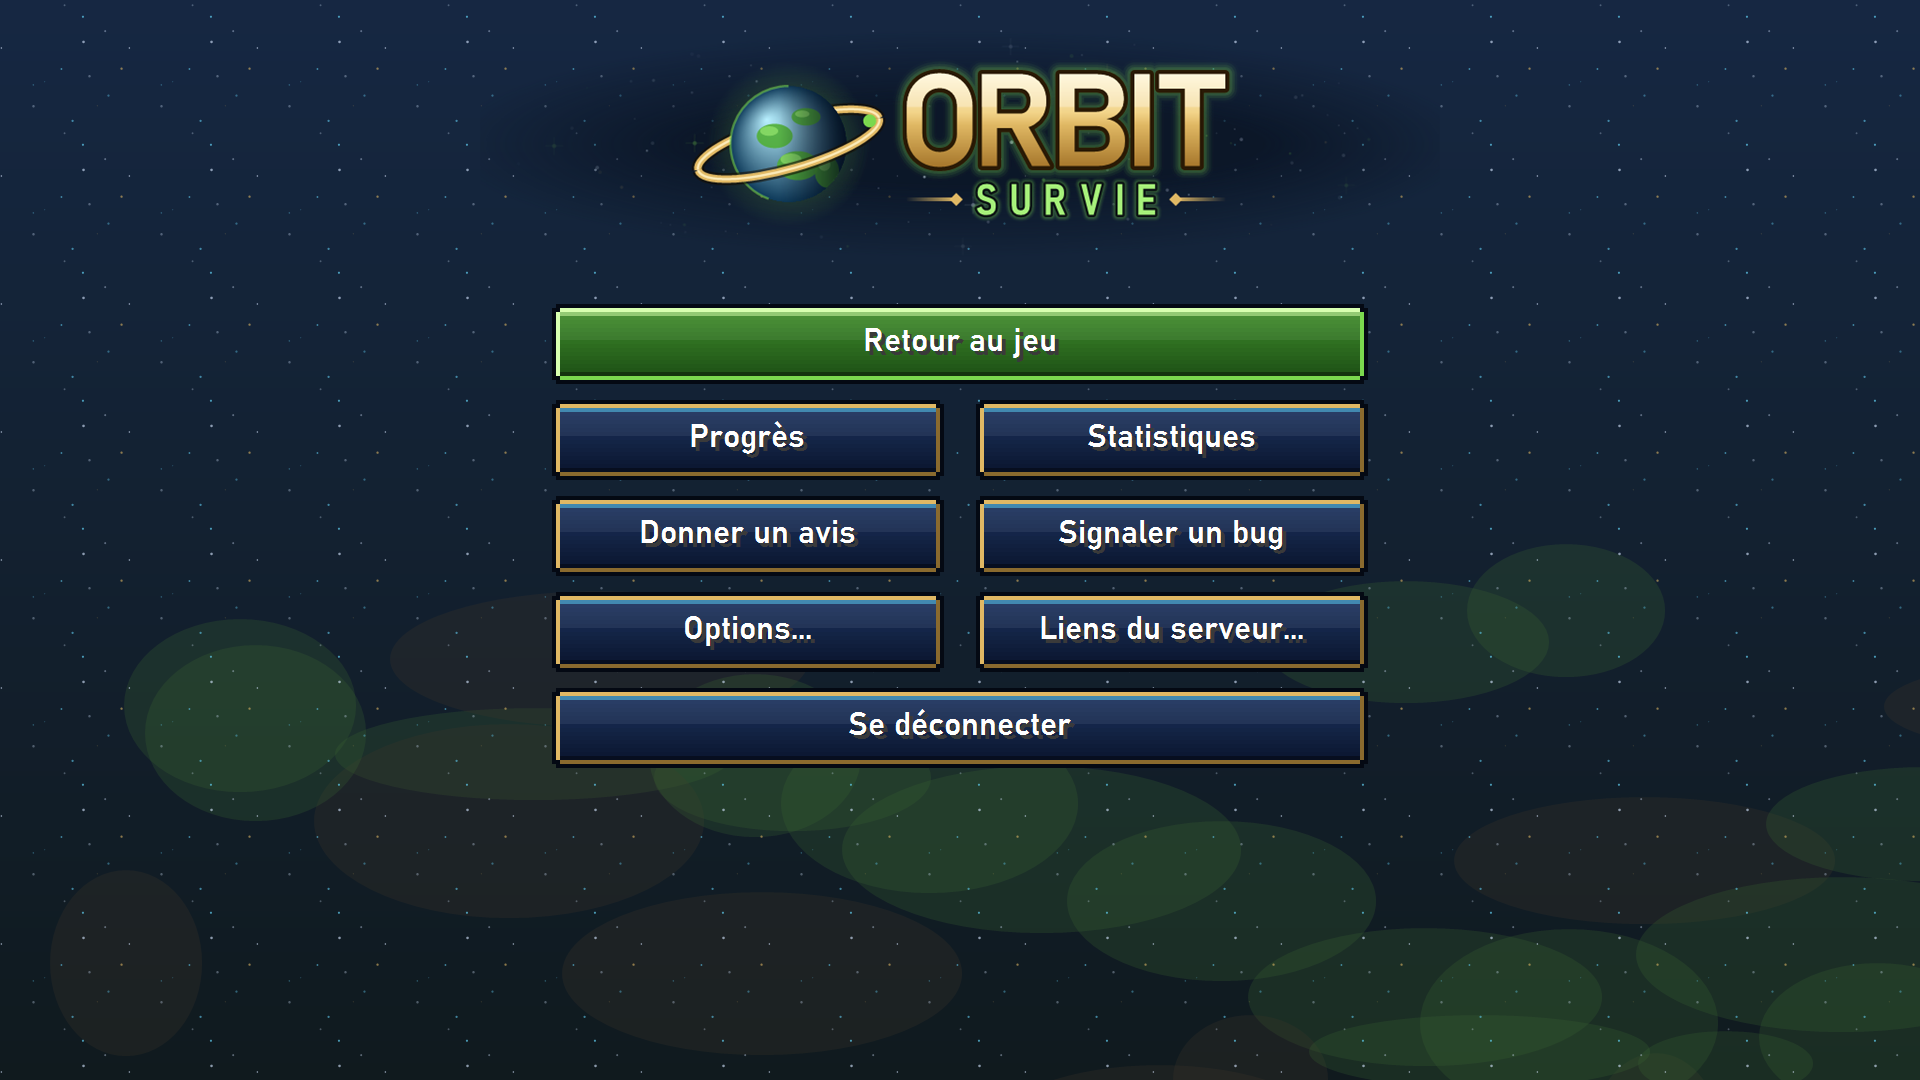 ORBIT
SURVIE
Retour au jeu
Progrès
Statistiques
Donner un avis
Signaler un bug
Options...
Liens du serveur...
Se déconnecter